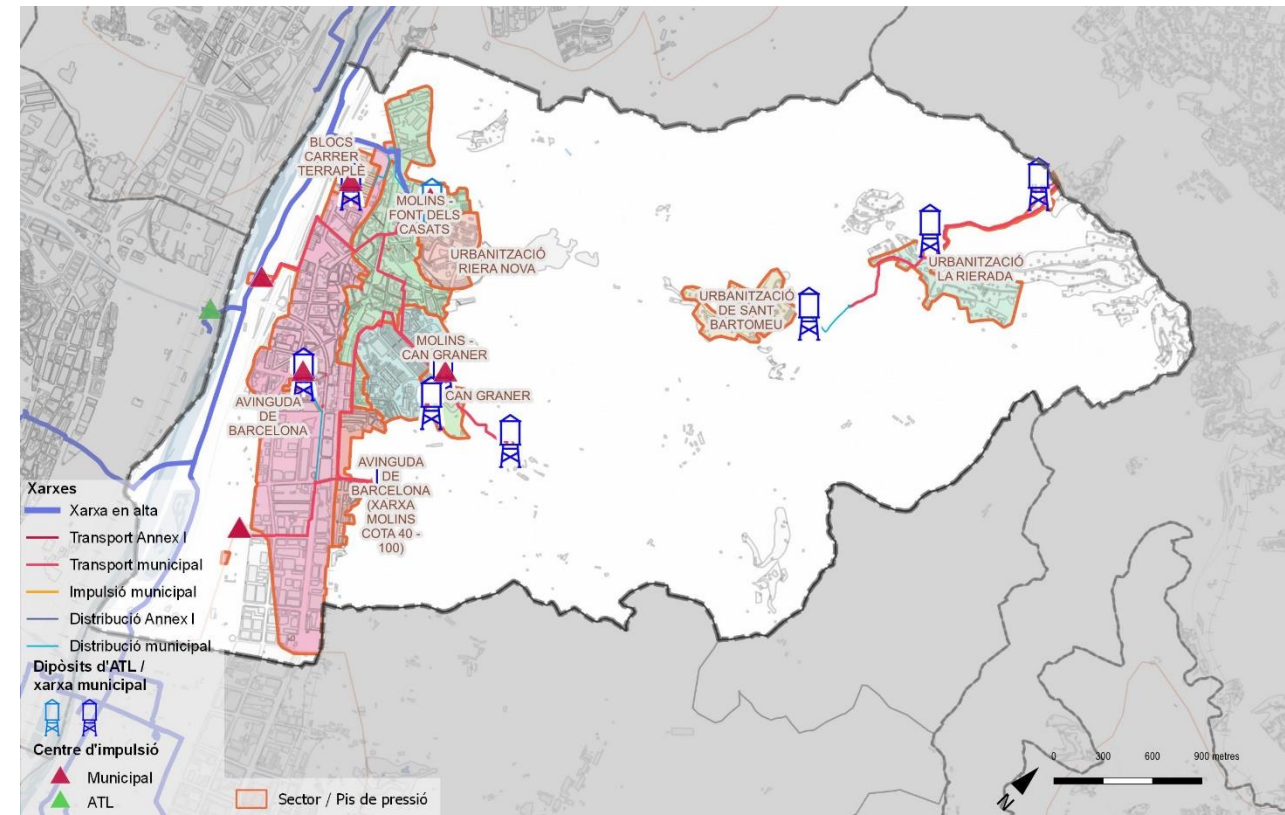 BLOCS
CARRER
TERRAPLÈ
MOLINS -
FONT DELS
CASATS
URBANITZACIÓ
RIERA NOVA
URBANITZACIÓ
LA RIERADA
URBANITZACIÓ
DE SANT
BARTOMEU
MOLINS -
CAN GRANER
CAN GRANER
AVINGUDA
DE
BARCELONA
AVINGUDA
DE
BARCELONA
(XARXA
MOLINS
COTA 40 -
100)
Xarxes
Xarxa en alta
Transport Annex I
Transport municipal
Impulsió municipal
Distribució Annex I
Distribució municipal
Dipòsits d'ATL /
xarxa municipal
Centre d'impulsió
Municipal
ATL
Sector / Pis de pressió
0 300 600 900 metres
N